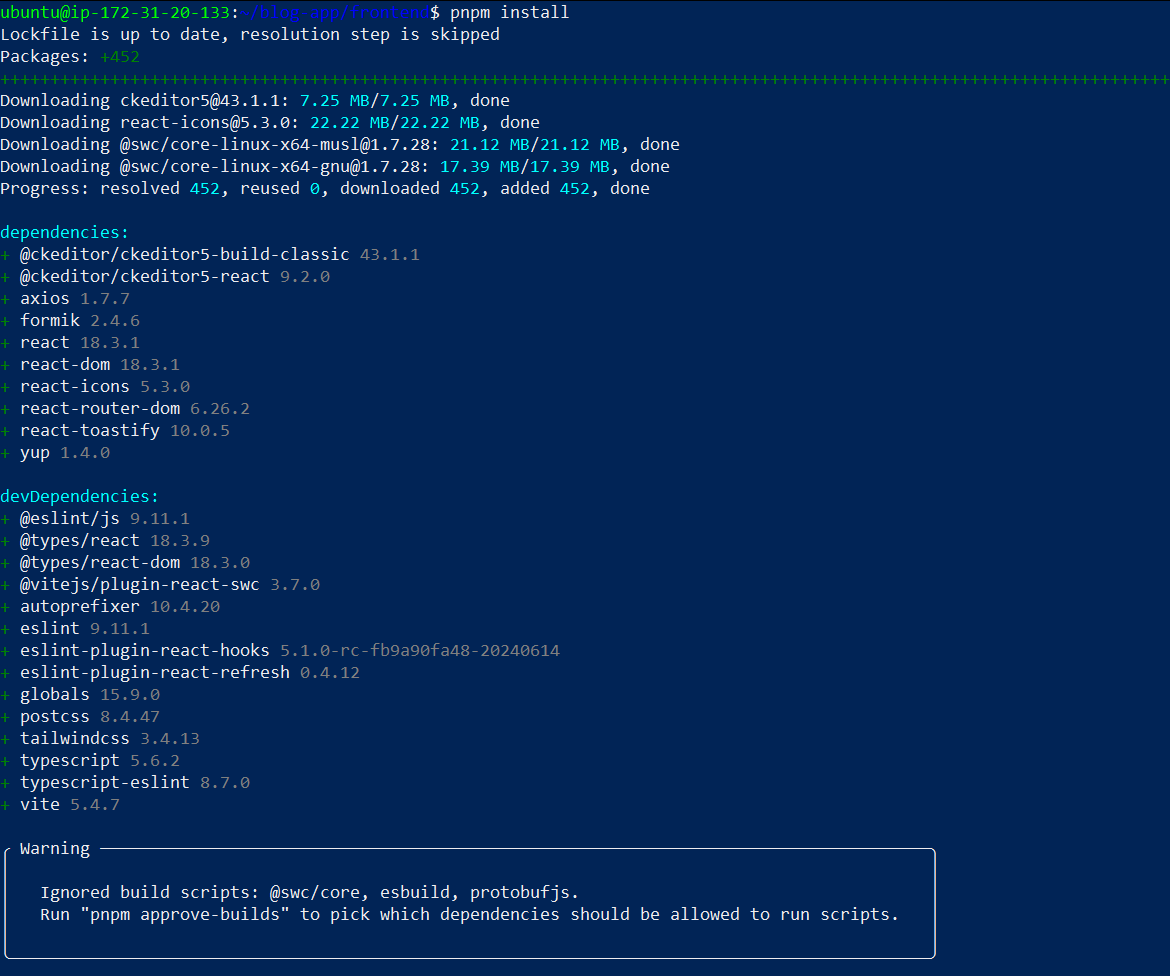 ubuntu@ip-172-31-20-133:~/blog-app/frontend$ pnpm install
Lockfile is up to date, resolution step is skipped
Packages: +452
+++++++++++++++++++++++++++++++++++++++++++++++++++++++++++++++++++++++++++++++++++++++++++++++++++++++++++++++++++++
Downloading ckeditor5@43.1.1: 7.25 MB/7.25 MB, done
Downloading react-icons@5.3.0: 22.22 MB/22.22 MB, done
Downloading @swc/core-linux-x64-musl@1.7.28: 21.12 MB/21.12 MB, done
Downloading @swc/core-linux-x64-gnu@1.7.28: 17.39 MB/17.39 MB, done
Progress: resolved 452, reused 0, downloaded 452, added 452, done
dependencies:
+ @ckeditor/ckeditor5-build-classic 43.1.1
+ @ckeditor/ckeditor5-react 9.2.0
+ axios 1.7.7
+ formik 2.4.6
+ react 18.3.1
+ react-dom 18.3.1
+ react-icons 5.3.0
+ react-router-dom 6.26.2
+ react-toastify 10.0.5
+ yup 1.4.0
devDependencies:
+ @eslint/js 9.11.1
+ @types/react 18.3.9
+ @types/react-dom 18.3.0
+ @vitejs/plugin-react-swc 3.7.0
+ autoprefixer 10.4.20
+ eslint 9.11.1
+ eslint-plugin-react-hooks 5.1.0-rc-fb9a90fa48-20240614
+ eslint-plugin-react-refresh 0.4.12
+ globals 15.9.0
+ postcss 8.4.47
+ tailwindcss 3.4.13
+ typescript 5.6.2
+ typescript-eslint 8.7.0
+ vite 5.4.7
Warning
Ignored build scripts: @swc/core, esbuild, protobufjs.
Run "pnpm approve-builds" to pick which dependencies should be allowed to run scripts.